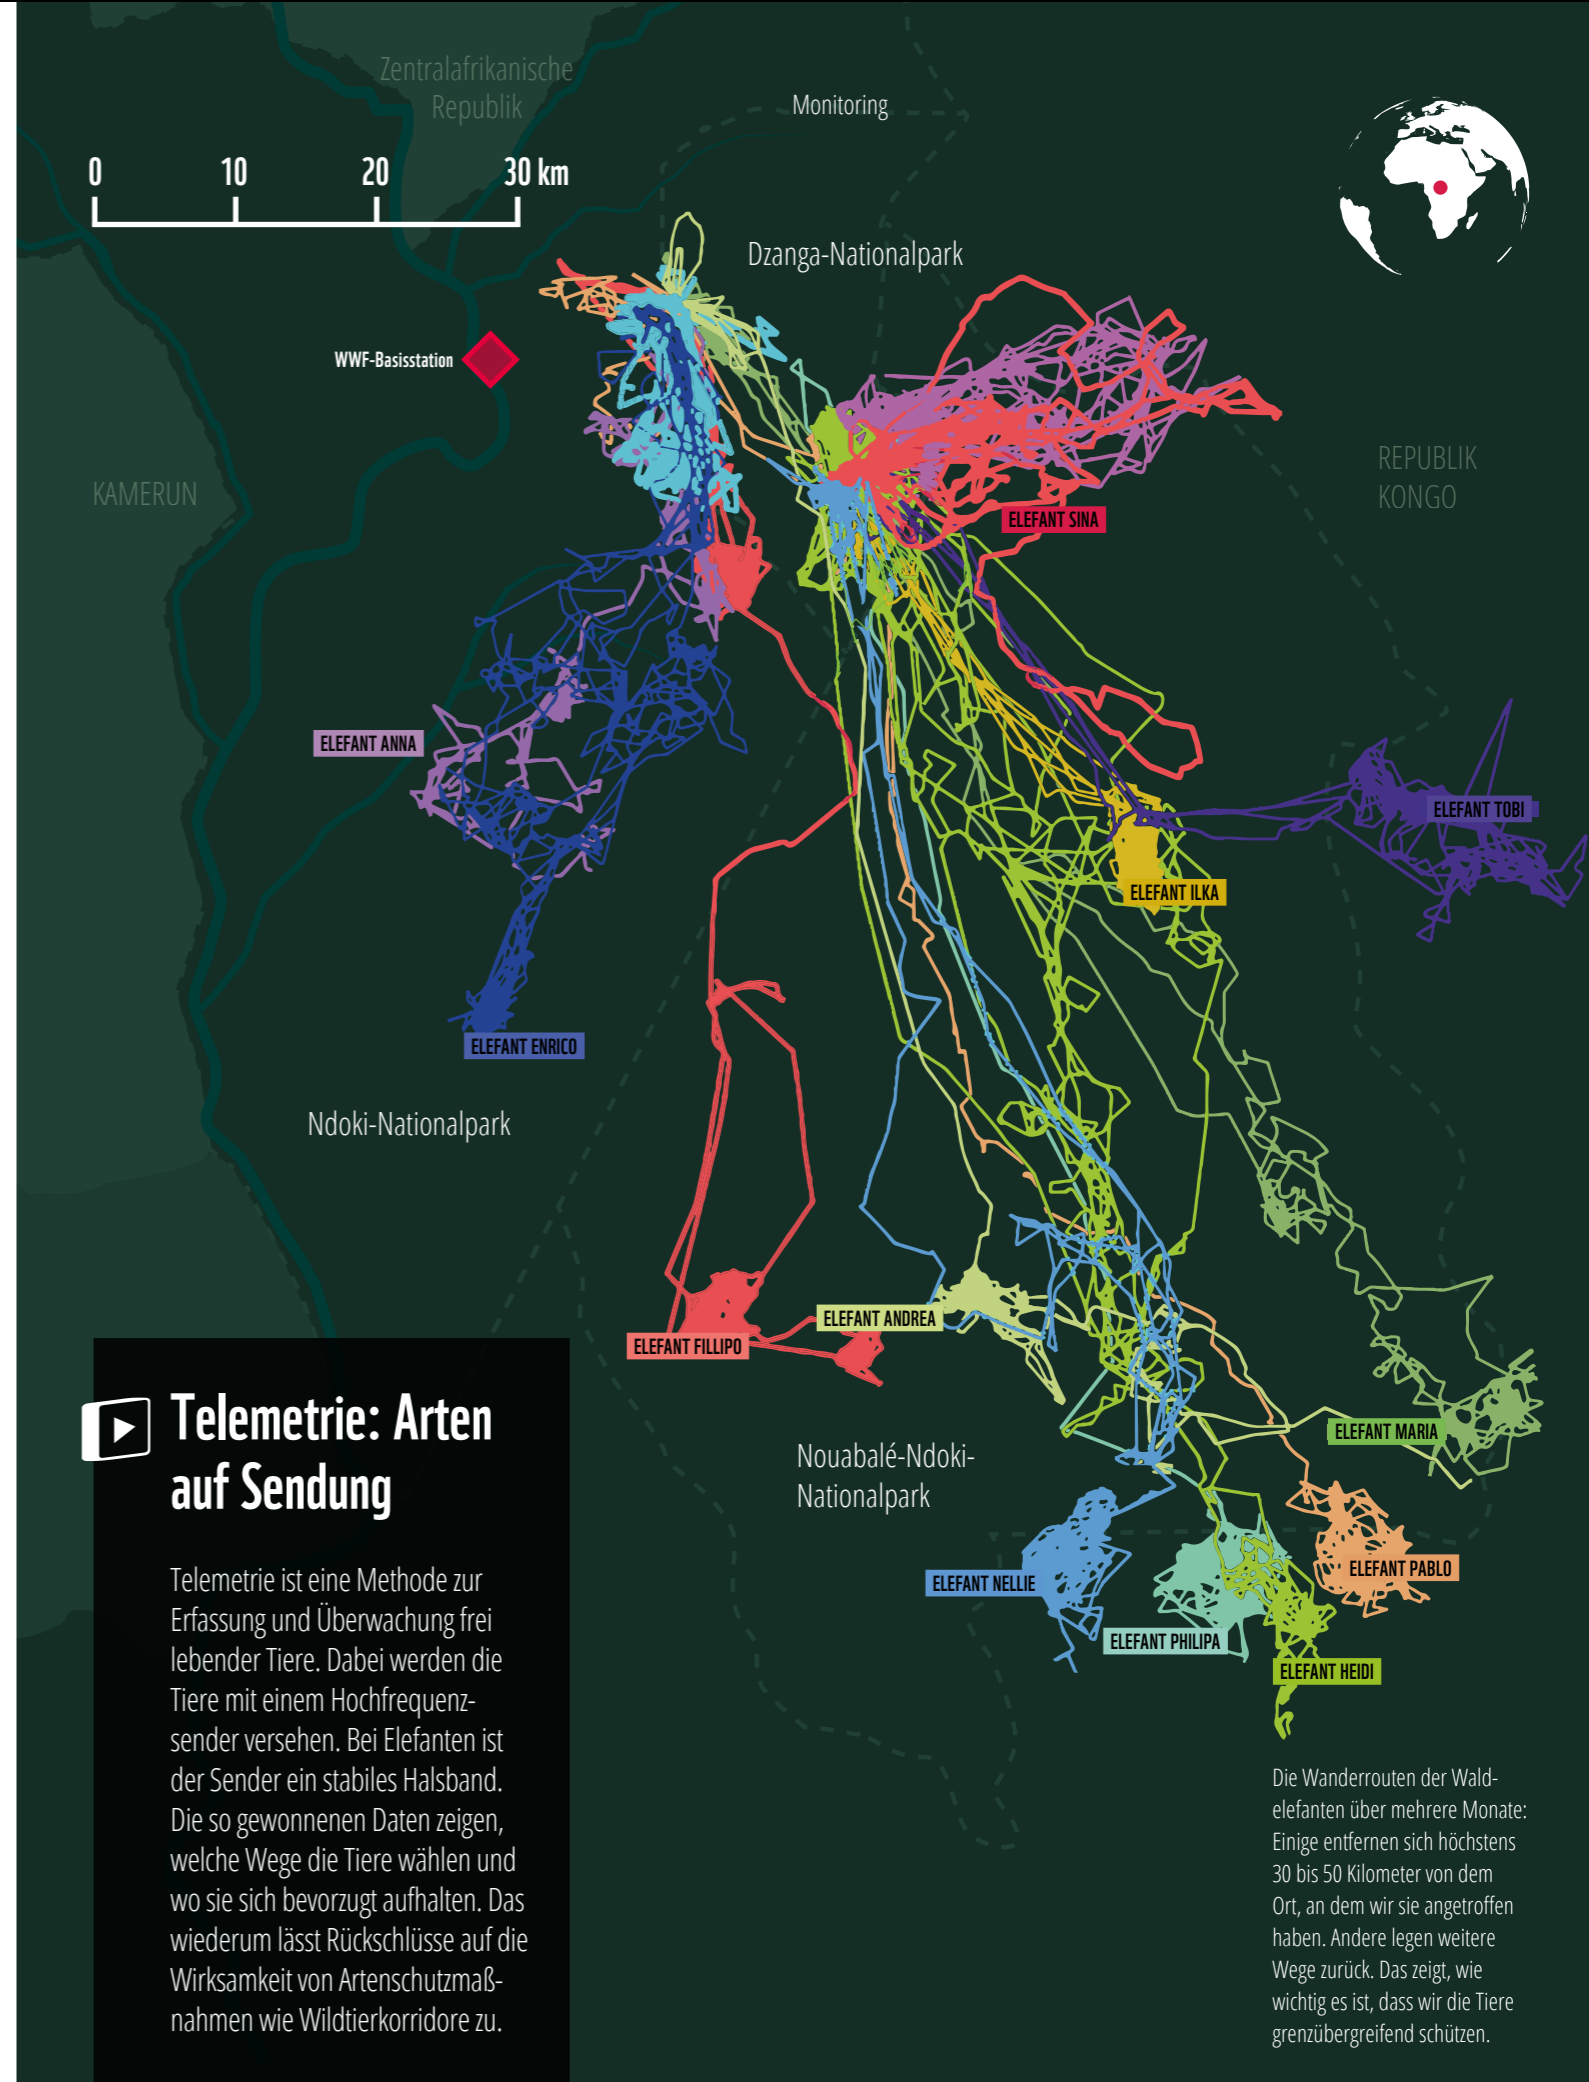 Zentralafrikanische
Republik
Monitoring
0 10 20 30 km
Dzanga-Nationalpark
WWF-Basisstation
REPUBLIK
KONGO
KAMERUN
ELEFANT SINA
ELEFANT ANNA
ELEFANT TOBI
ELEFANT ILKA
ELEFANT ENRICO
Ndoki-Nationalpark
ELEFANT ANDREA
ELEFANT FILLIPO
ELEFANT MARIA
Nouabalé-Ndoki-
Nationalpark
ELEFANT PABLO
ELEFANT NELLIE
ELEFANT PHILIPA
ELEFANT HEIDI
Telemetrie: Arten
auf Sendung
Telemetrie ist eine Methode zur
Erfassung und Überwachung frei
lebender Tiere. Dabei werden die
Tiere mit einem Hochfrequenz-
sender versehen. Bei Elefanten ist
der Sender ein stabiles Halsband.
Die so gewonnenen Daten zeigen,
welche Wege die Tiere wählen und
wo sie sich bevorzugt aufhalten. Das
wiederum lässt Rückschlüsse auf die
Wirksamkeit von Artenschutzmaß-
nahmen wie Wildtierkorridore zu.
Die Wanderrouten der Wald-
elefanten über mehrere Monate:
Einige entfernen sich höchstens
30 bis 50 Kilometer von dem
Ort, an dem wir sie angetroffen
haben. Andere legen weitere
Wege zurück. Das zeigt, wie
wichtig es ist, dass wir die Tiere
grenzübergreifend schützen.